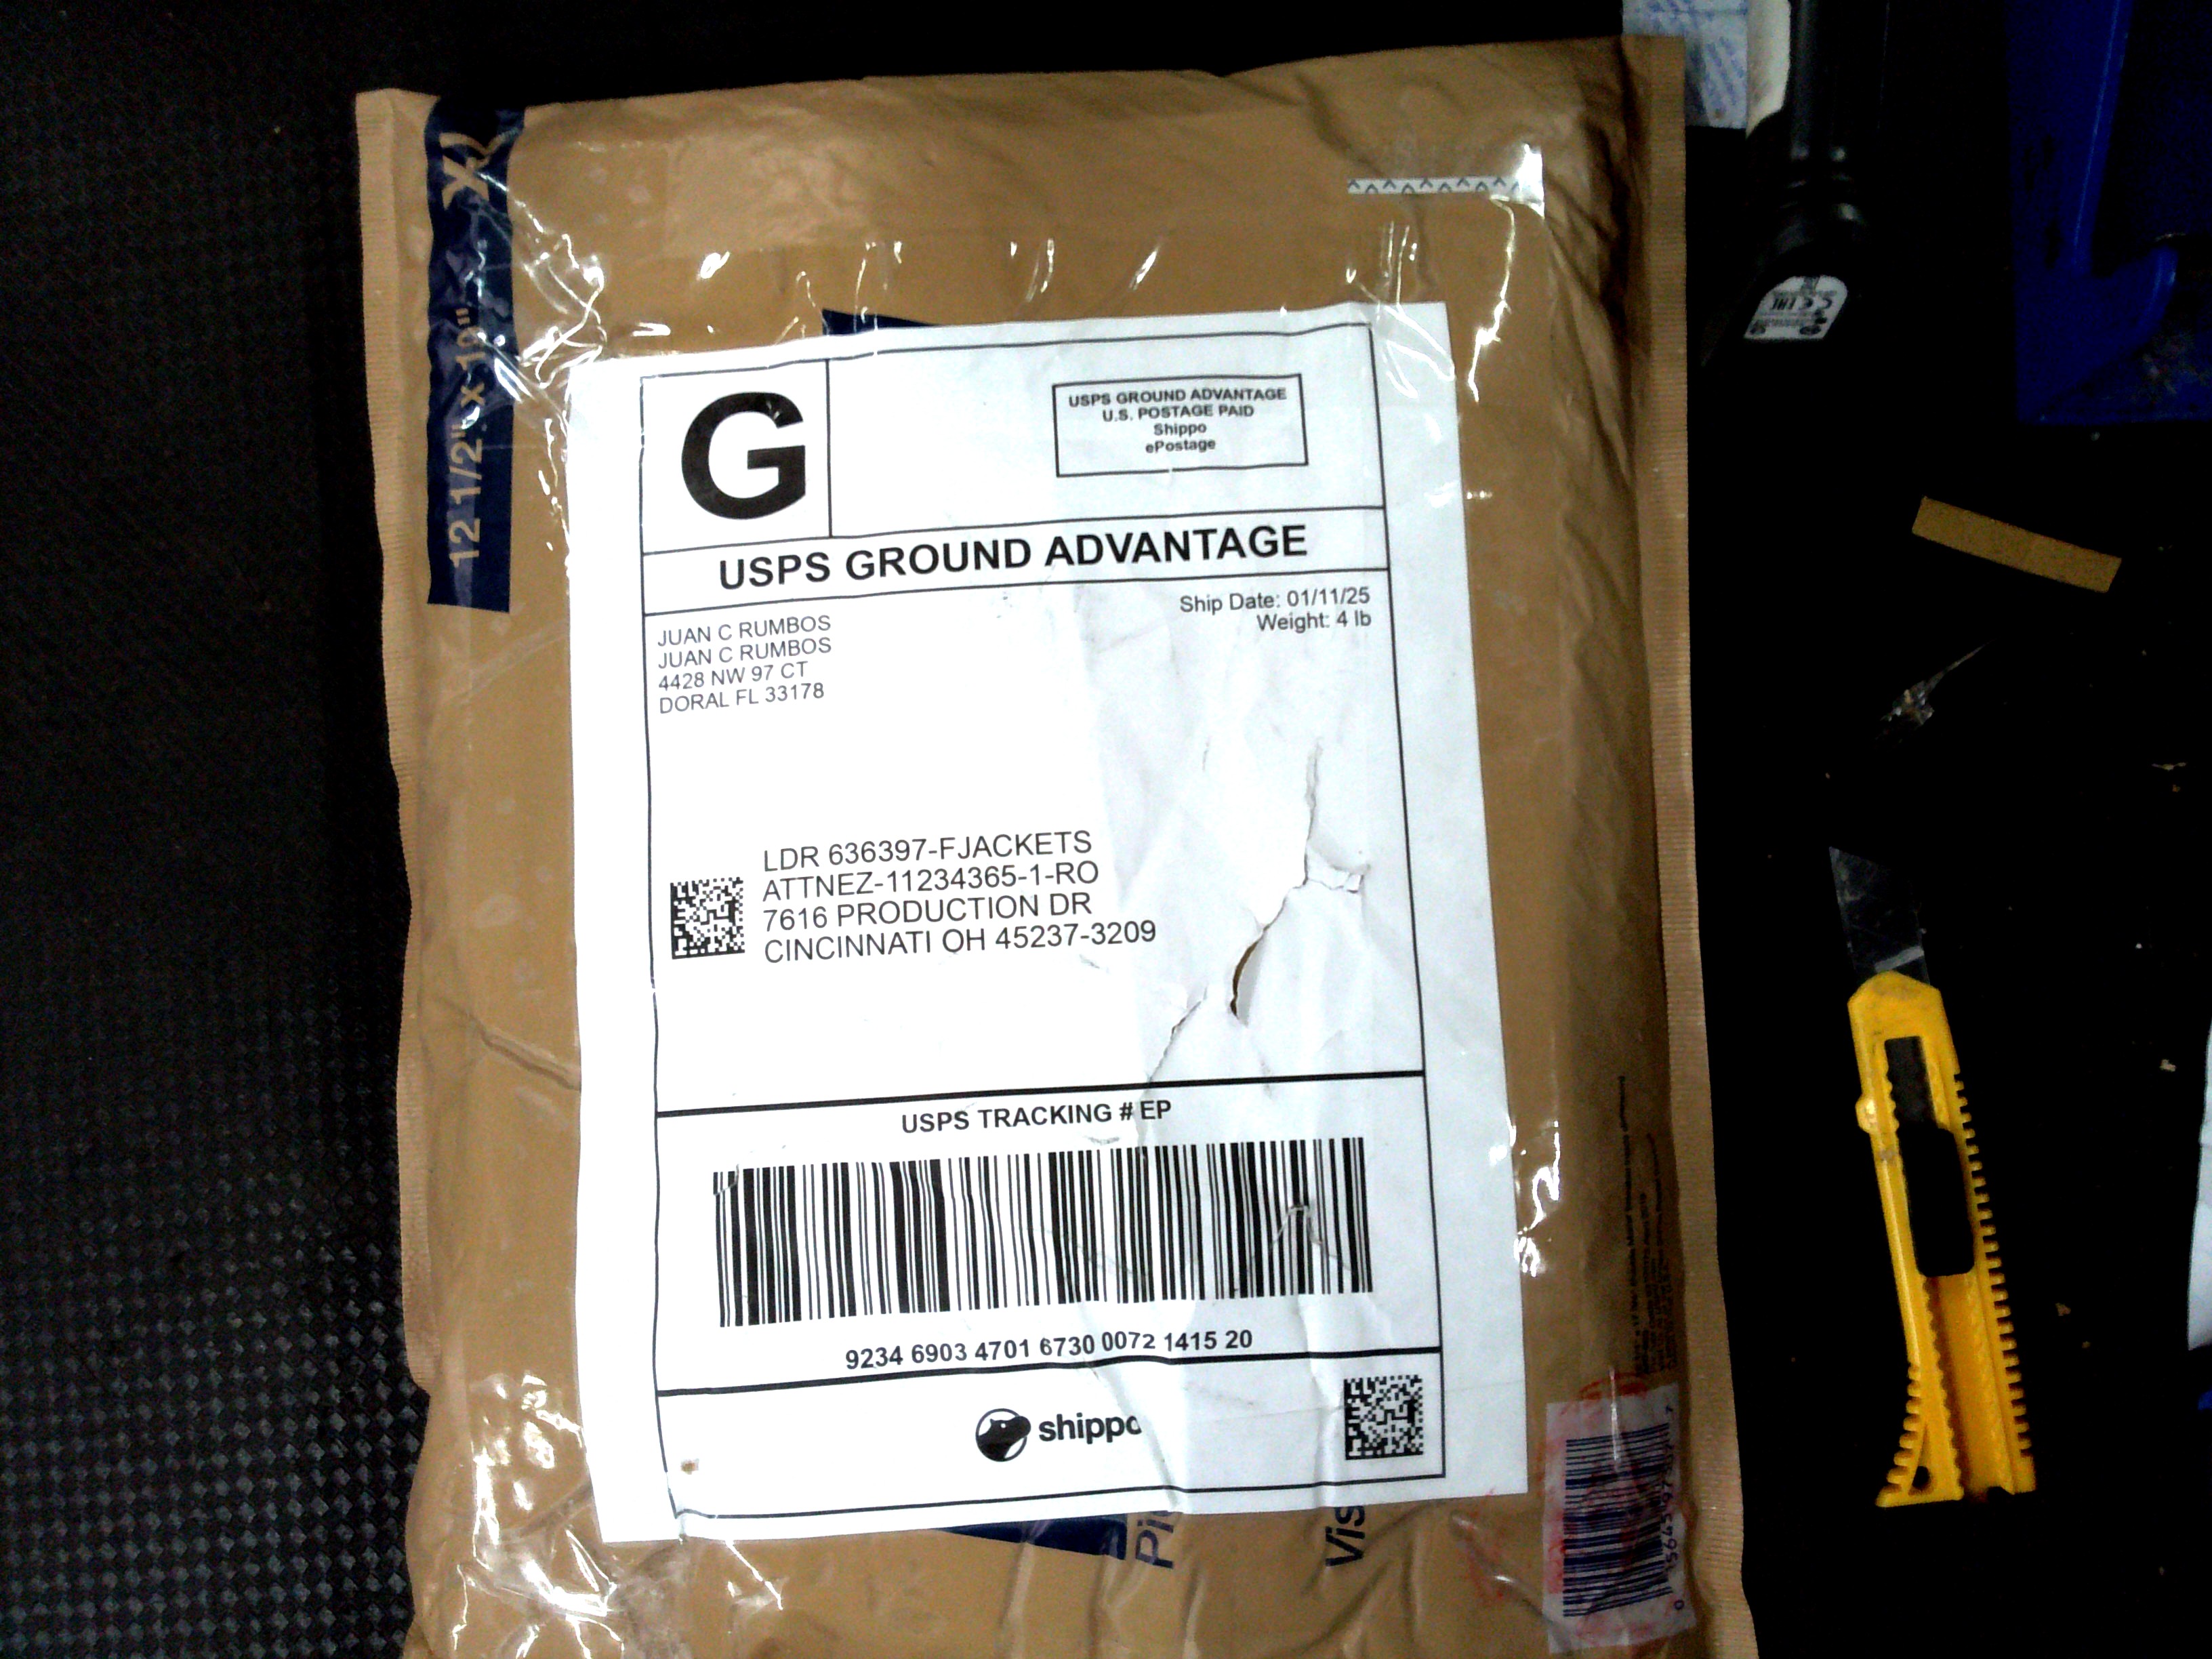 12 1/2" X 19"
G
USPS GROUND ADVANTAGE
U.S. POSTAGE PAID
Shippo
ePostage
USPS GROUND ADVANTAGE
Ship Date: 01/11/25
Weight: 4 lb
JUAN C RUMBOS
JUAN C RUMBOS
4428 NW 97 CT
DORAL FL 33178
LDR 636397-FJACKETS
ATTNEZ-11234365-1-RO
7616 PRODUCTION DR
CINCINNATI OH 45237-3209
USPS TRACKING # EP
9234 6903 4701 6730 0072 1415 20
shippo
Pi
Vis